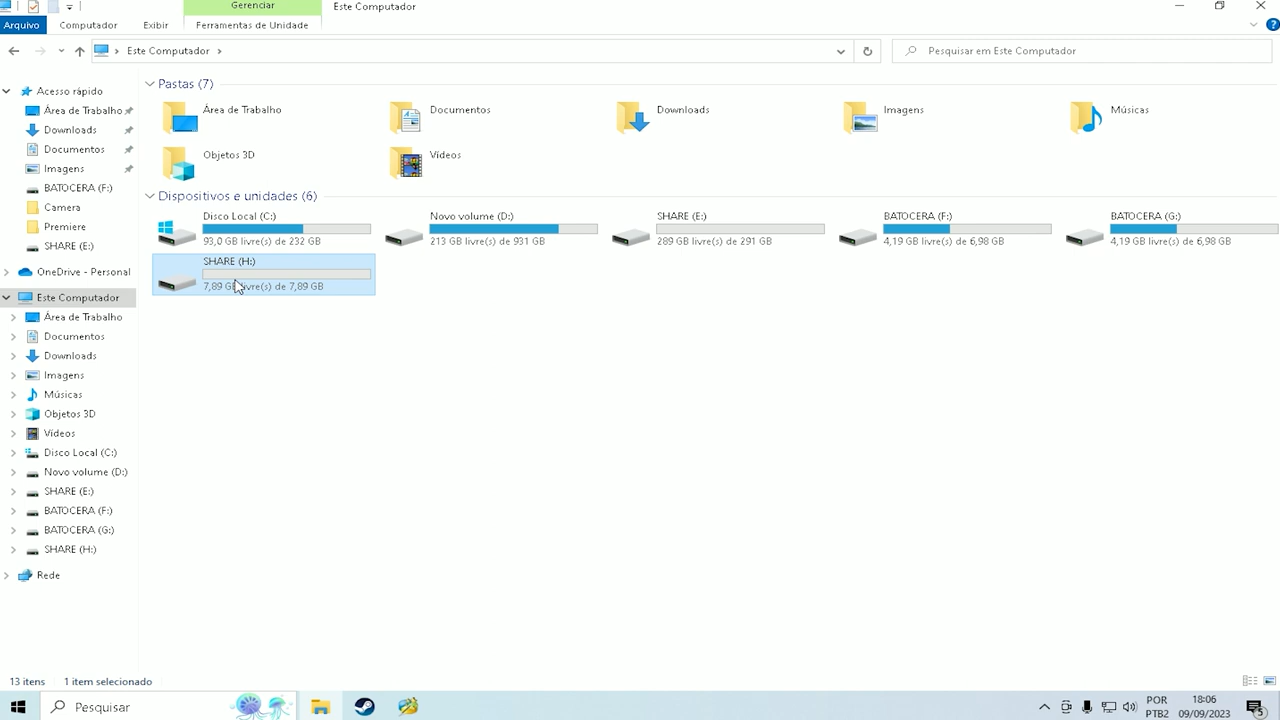 Gerenciar
Este Computador
Arquivo
Computador
Exibir
Ferramentas de Unidade
Este Computador
Pesquisar em Este Computador
Acesso rápido
Área de Trabalho
Downloads
Documentos
Imagens
BATOCERA (F:)
Camera
Premiere
SHARE (E:)
OneDrive - Personal
Este Computador
Área de Trabalho
Documentos
Downloads
Imagens
Músicas
Objetos 3D
Vídeos
Disco Local (C:)
Novo volume (D:)
SHARE (E:)
BATOCERA (F:)
BATOCERA (G:)
SHARE (H:)
Rede
Pastas (7)
Área de Trabalho
Documentos
Downloads
Imagens
Músicas
Objetos 3D
Vídeos
Dispositivos e unidades (6)
Disco Local (C:)
93,0 GB livre(s) de 232 GB
Novo volume (D:)
213 GB livre(s) de 931 GB
SHARE (E:)
289 GB livre(s) de 291 GB
BATOCERA (F:)
4,19 GB livre(s) de 6,98 GB
BATOCERA (G:)
4,19 GB livre(s) de 6,98 GB
SHARE (H:)
7,89 GB livre(s) de 7,89 GB
13 itens
1 item selecionado
Pesquisar
POR
PTB2
18:06
09/09/2023
5